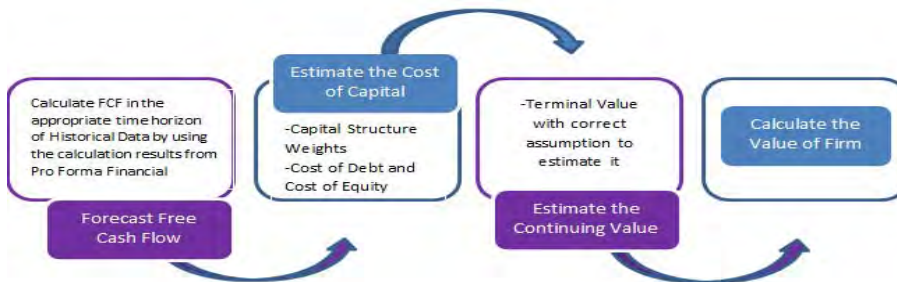 Calculate FCF in the
appropriate time horizon
of Historical Data by using
the calculation results from
Pro Forma Financial
Forecast Free
Cash Flow
Estimate the Cost
of Capital
-Capital Structure
Weights
-Cost of Debt and
Cost of Equity
-Terminal Value
with correct
assumption to
estimate it
Estimate the
Continuing Value
Calculate the
Value of Firm